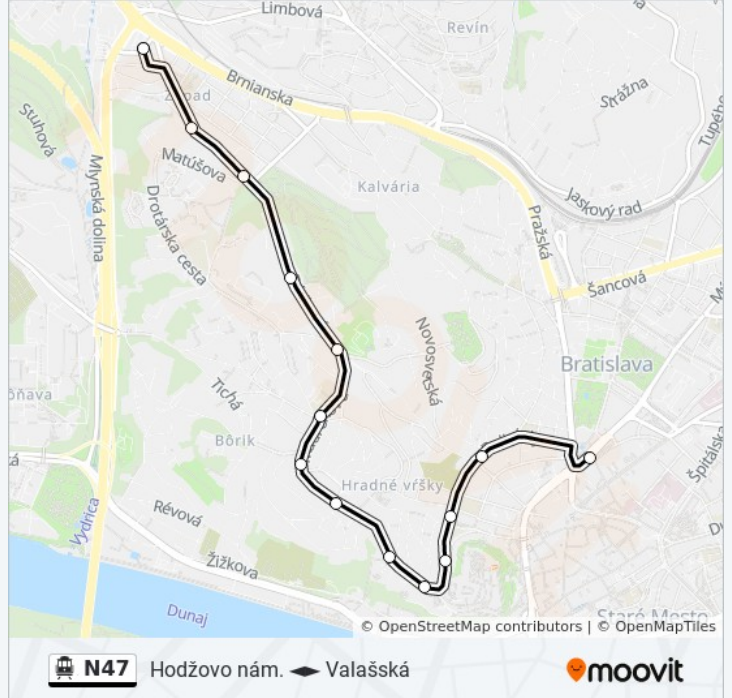 Limbová
Revín
Brnianska
Strážna
Západ
Stuhová
Tupého
Matúšova
Mlynská dolina
Kalvária
Drotárska cesta
Jaskový rad
Pražská
Šancová
Novosvetská
Bratislava
Tichá
Bôrik
Špitálska
Hradné vŕšky
Vydrica
Révová
Žižkova
Dunaj
Staré Mesto
© OpenStreetMap contributors | © OpenMapTiles
N47 Hodžovo nám. Valašská
moovit